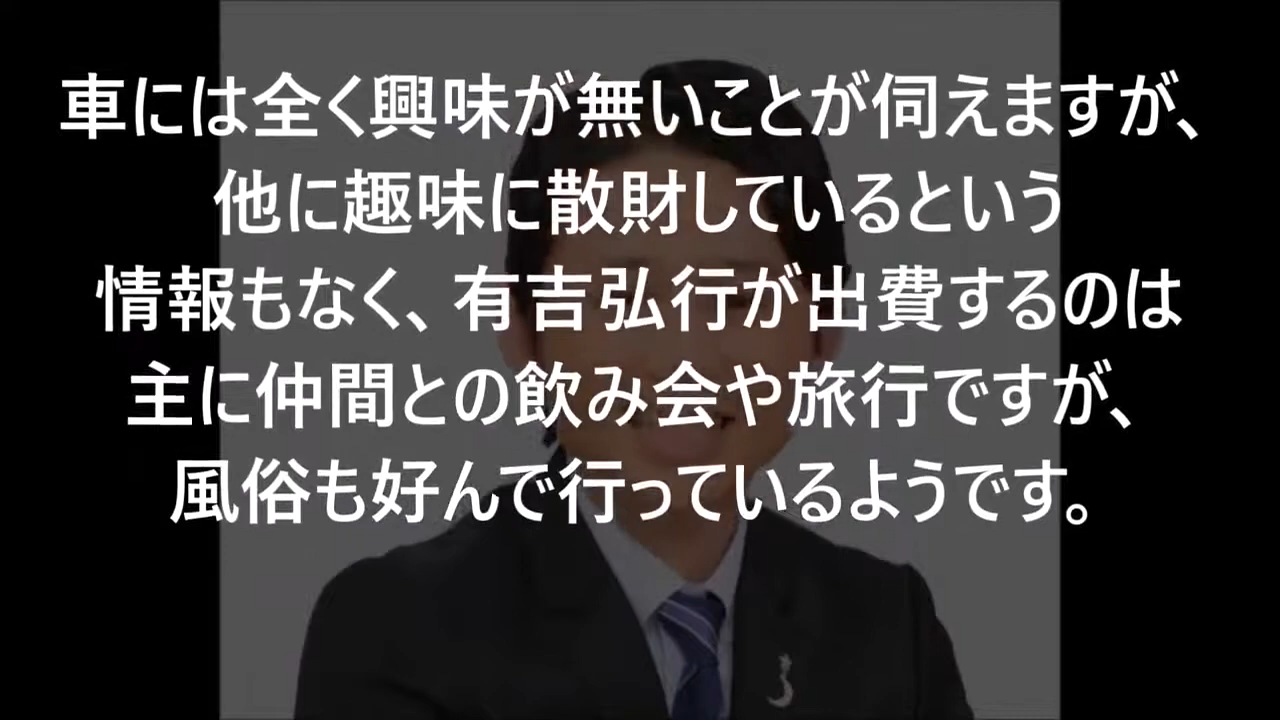 車には全く興味が無いことが伺えますが、
他に趣味に散財しているという
情報もなく、有吉弘行が出費するのは
主に仲間との飲み会や旅行ですが、
風俗も好んで行っているようです。